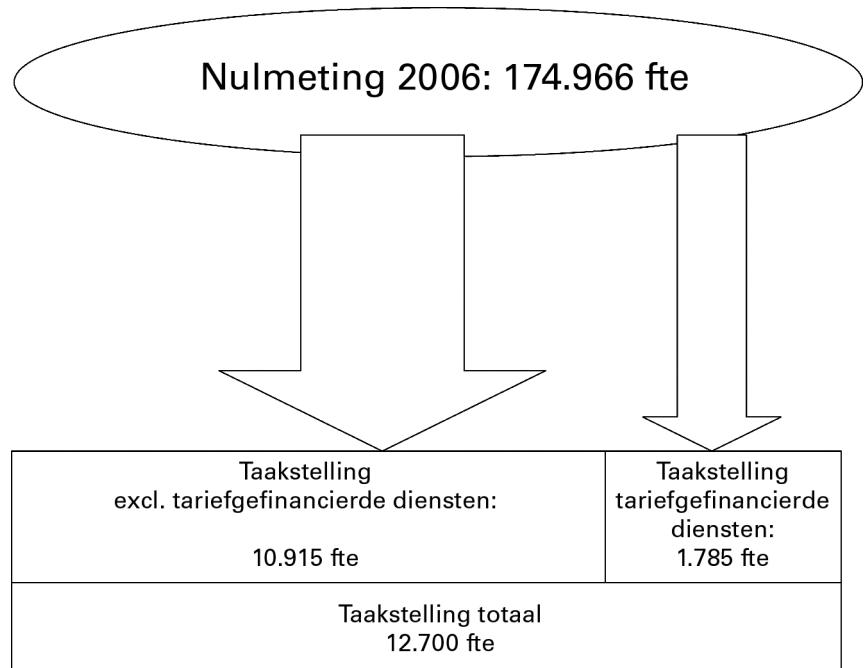 Nulmeting 2006: 174.966 fte
Taakstelling
excl. tariefgefinancierde diensten:
10.915 fte
Taakstelling
tariefgefinancierde
diensten:
1.785 fte
Taakstelling totaal
12.700 fte